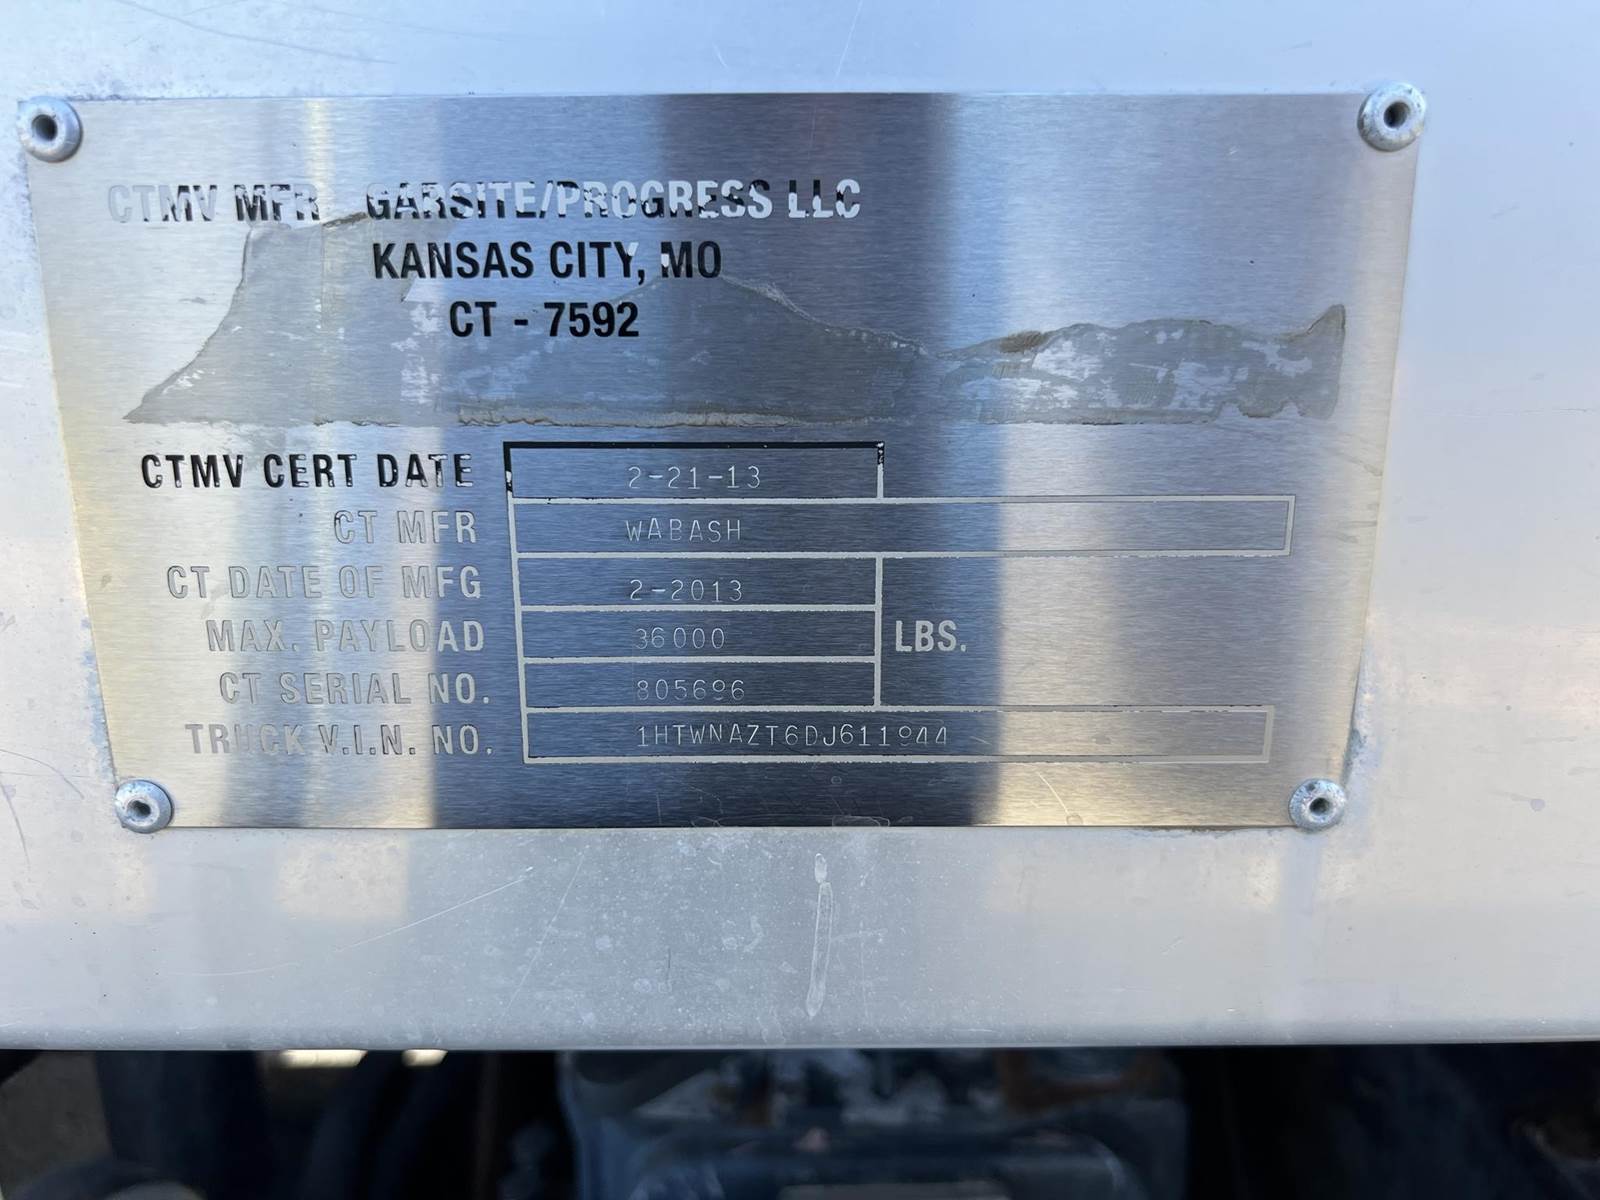 CTMV MFR GARSITE/PROGRESS LLC
KANSAS CITY, MO
CT - 7592
CTMV CERT DATE 2-21-13
CT MFR WABASH
CT DATE OF MFG 2-2013
MAX. PAYLOAD 36000 LBS.
CT SERIAL NO. 805696
TRUCK V.I.N. NO. 1HTWNAZT6DJ611944